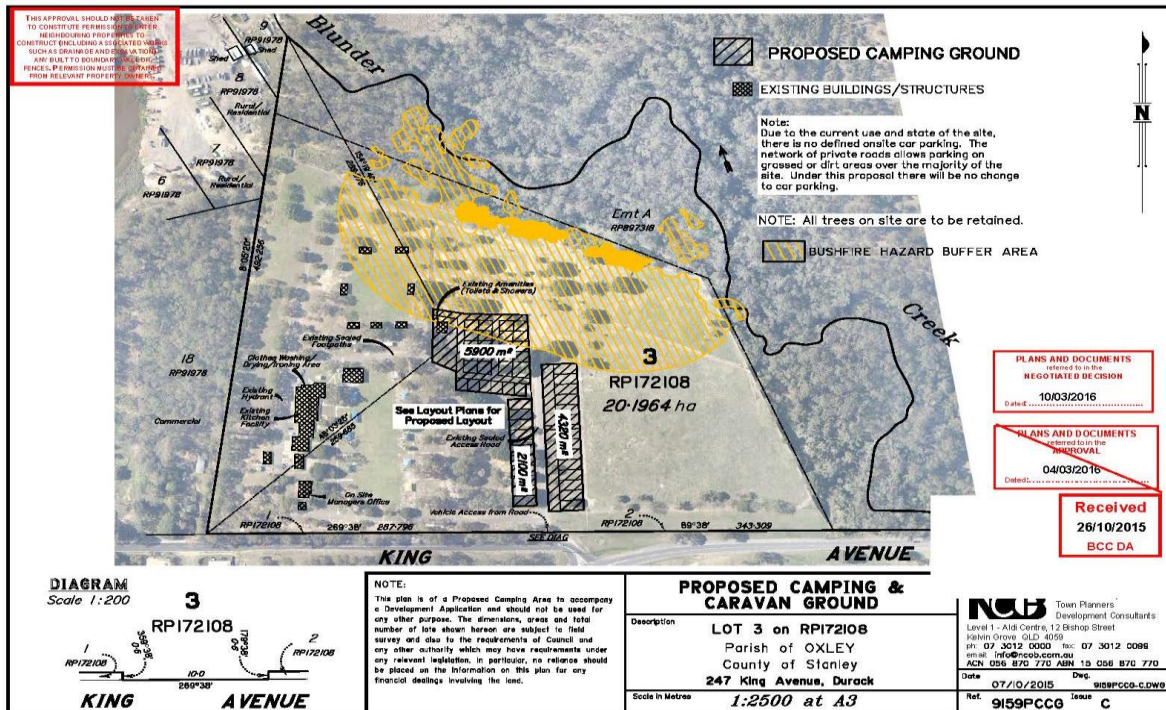 THIS APPROVAL SHOULD NOT BE TAKEN
TO CONSTITUTE PERMISSION TO ENTER
NEIGHBOURING PROPERTIES TO
CONSTRUCT (INCLUDING ASSOCIATED WORKS
SUCH AS DRAINAGE AND EXCAVATION)
ANY BUILT TO BOUNDARY WALL OR
FENCES. PERMISSION MUST BE OBTAINED
FROM RELEVANT PROPERTY OWNERS.
9
RP91978
Shed
Shed
8
RP91978
Rural/
Residential
7
RP91978
Rural/
Residential
6
RP91978
Blunder
Creek
PROPOSED CAMPING GROUND
EXISTING BUILDINGS/STRUCTURES
Note:
Due to the current use and state of the site,
there is no defined onsite car parking. The
network of private roads allows parking on
grassed or dirt areas over the majority of the
site. Under this proposal there will be no change
to car parking.
NOTE: All trees on site are to be retained.
BUSHFIRE HAZARD BUFFER AREA
N
Emt A
RP897318
8°05'20"
492·256
Existing Amenities
(Toilets & Showers)
Existing Sealed
Footpaths
Clothes Washing/
Drying/Ironing Area
Existing
Hydrant
Existing
Kitchen
Facility
18
RP91978
Commercial
5900 m²
3
RP172108
20·1964 ha
See Layout Plans for
Proposed Layout
Existing Sealed
Access Road
4320 m²
2100 m²
On Site
Managers Office
Vehicle Access from Road
1
RP172108
269°38'
287·796
SEE DIAG
2
RP172108
89°38'
343·309
KING
AVENUE
PLANS AND DOCUMENTS
referred to in the
NEGOTIATED DECISION
10/03/2016
Dated:
PLANS AND DOCUMENTS
referred to in the
APPROVAL
04/03/2016
Dated:
Received
26/10/2015
BCC DA
DIAGRAM
Scale 1:200
3
RP172108
1
RP172108
359°38'
0·6
179°38'
0·6
2
RP172108
10·0
269°38'
KING
AVENUE
NOTE:
This plan is of a Proposed Camping Area to accompany
a Development Application and should not be used for
any other purpose. The dimensions, areas and total
number of lots shown hereon are subject to field
survey and also to the requirements of Council and
any other authority which may have requirements under
any relevant legislation. In particular, no reliance should
be placed on the information on this plan for any
financial dealings involving the land.
PROPOSED CAMPING &
CARAVAN GROUND
Description
LOT 3 on RP172108
Parish of OXLEY
County of Stanley
247 King Avenue, Durack
Scale in Metres
1:2500 at A3
Town Planners
Development Consultants
Level 1 - Aldi Centre, 12 Bishop Street
Kelvin Grove QLD 4059
ph: 07 3012 0000 fax: 07 3012 0099
email: info@ncob.com.au
ACN 056 870 770 ABN 15 056 870 770
Date
07/10/2015
Dwg.
9159PCCG-C.DWG
Ref.
9159PCCG
Issue
C